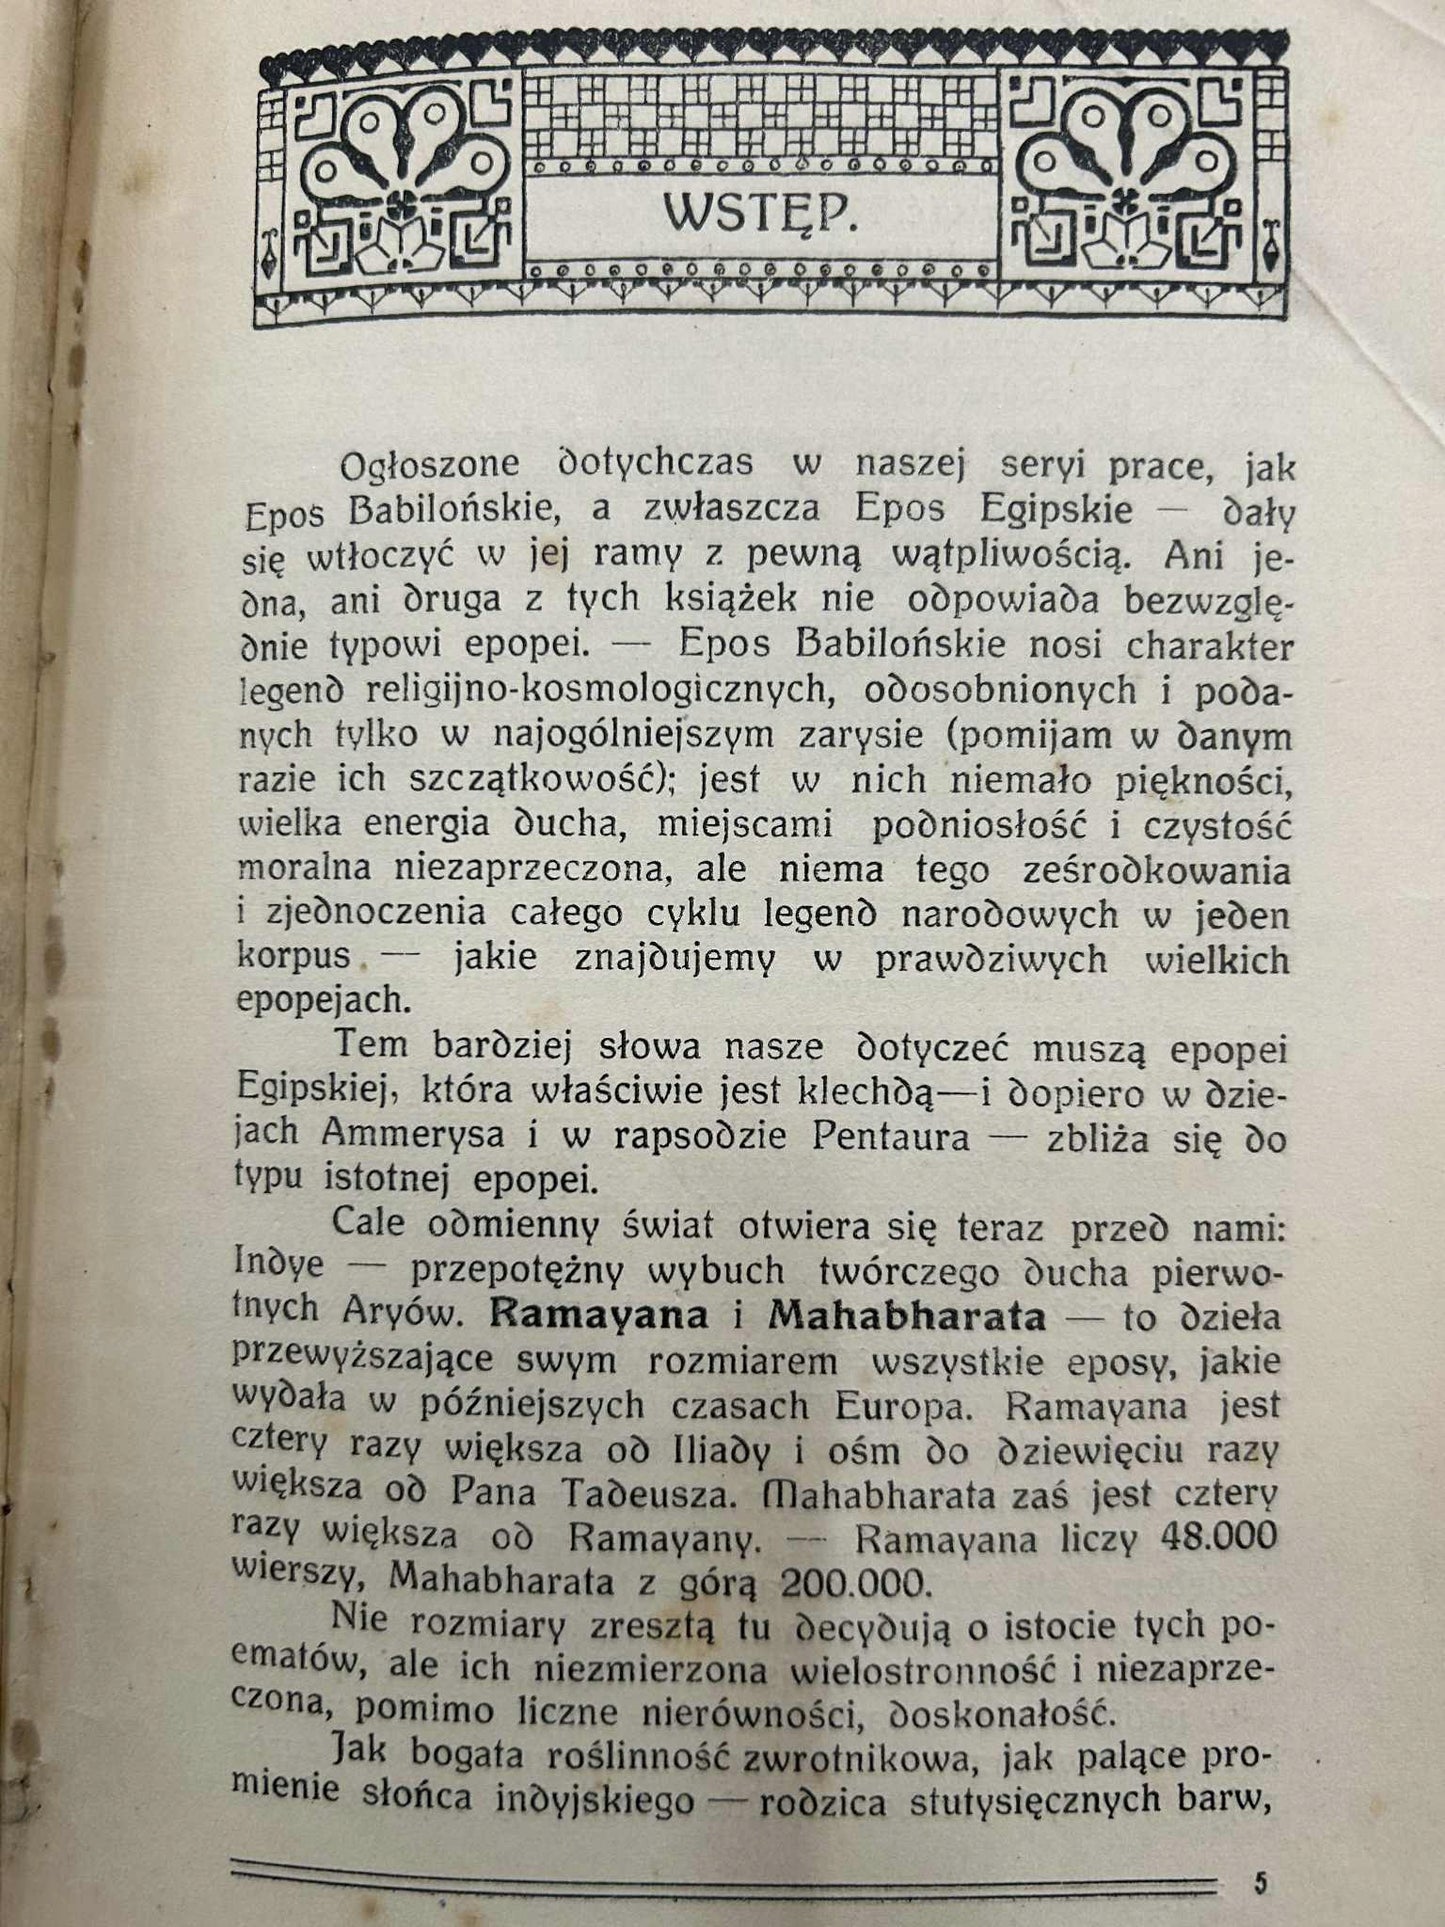 WSTĘP.
Ogłoszone dotychczas w naszej seryi prace, jak
Epos Babilońskie, a zwłaszcza Epos Egipskie — dały
się wtłoczyć w jej ramy z pewną wątpliwością. Ani je-
dna, ani druga z tych książek nie odpowiada bezwzglę-
dnie typowi epopei. — Epos Babilońskie nosi charakter
legend religijno-kosmologicznych, odosobnionych i poda-
nych tylko w najogólniejszym zarysie (pomijam w danym
razie ich szczątkowość); jest w nich niemało piękności,
wielka energia ducha, miejscami podniosłość i czystość
moralna niezaprzeczona, ale niema tego ześrodkowania
i zjednoczenia całego cyklu legend narodowych w jeden
korpus — jakie znajdujemy w prawdziwych wielkich
epopejach.
Tem bardziej słowa nasze dotyczeć muszą epopei
Egipskiej, która właściwie jest klechdą—i dopiero w dzie-
jach Ammerysa i w rapsodzie Pentaura — zbliża się do
typu istotnej epopei.
Cale odmienny świat otwiera się teraz przed nami:
Indye — przepotężny wybuch twórczego ducha pierwo-
tnych Aryów. Ramayana i Mahabharata — to dzieła
przewyższające swym rozmiarem wszystkie eposy, jakie
wydała w późniejszych czasach Europa. Ramayana jest
cztery razy większa od Iliady i ośm do dziewięciu razy
większa od Pana Tadeusza. Mahabharata zaś jest cztery
razy większa od Ramayany. — Ramayana liczy 48.000
wierszy, Mahabharata z górą 200.000.
Nie rozmiary zresztą tu decydują o istocie tych po-
ematów, ale ich niezmierzona wielostronność i niezaprze-
czona, pomimo liczne nierówności, doskonałość.
Jak bogata roślinność zwrotnikowa, jak palące pro-
mienie słońca indyjskiego — rodzica stutysięcznych barw,
5